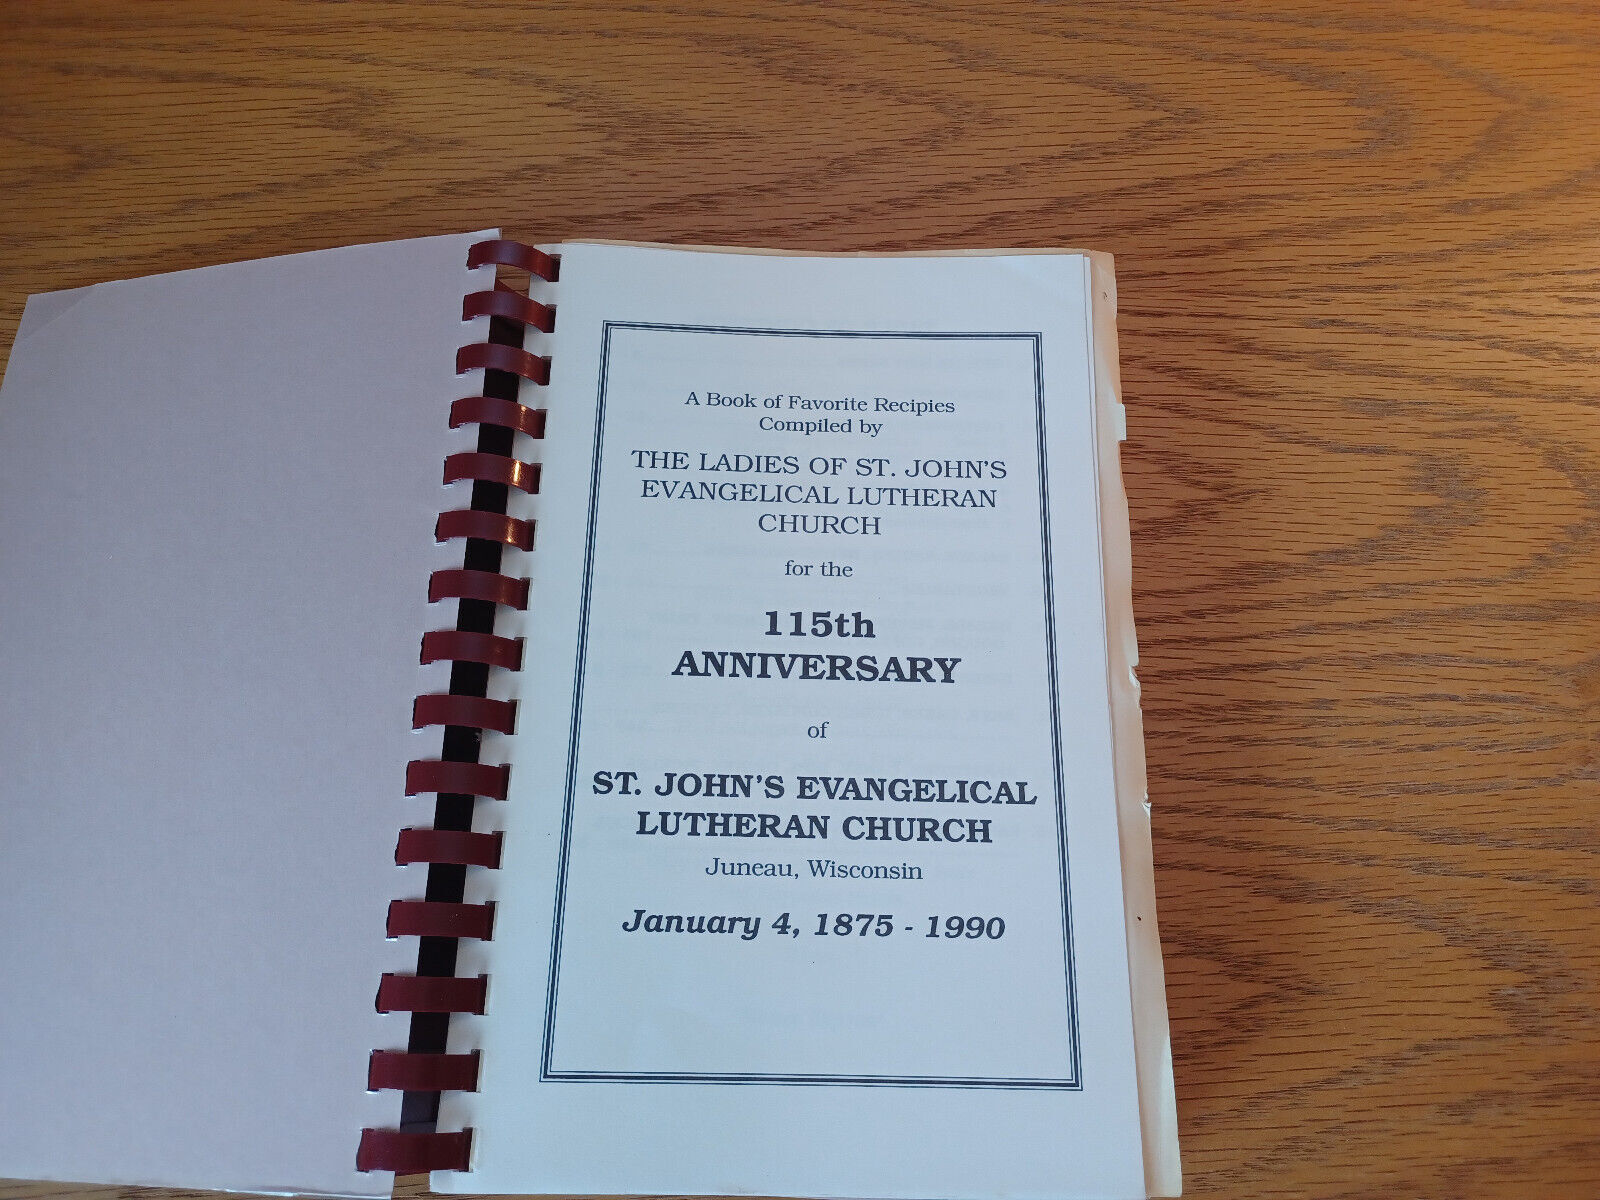 A Book of Favorite Recipies
Compiled by
THE LADIES OF ST. JOHN'S
EVANGELICAL LUTHERAN
CHURCH
for the
115th
ANNIVERSARY
of
ST. JOHN'S EVANGELICAL
LUTHERAN CHURCH
Juneau, Wisconsin
January 4, 1875 - 1990